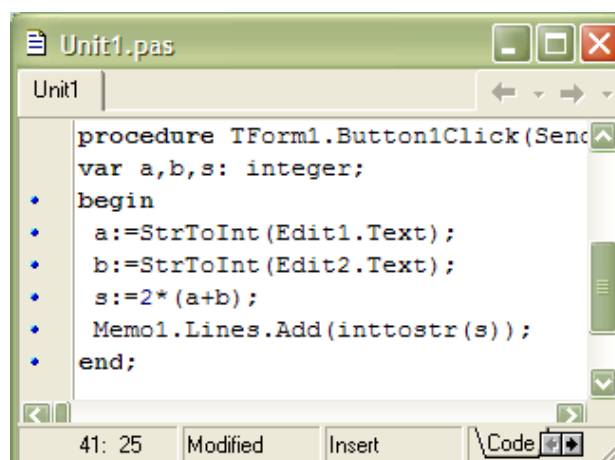 Unit1.pas
Unit1
procedure TForm1.Button1Click(Send
var a,b,s: integer;
begin
a:=StrToInt(Edit1.Text);
b:=StrToInt(Edit2.Text);
s:=2*(a+b);
Memo1.Lines.Add(inttostr(s));
end;
41: 25 Modified Insert \Code